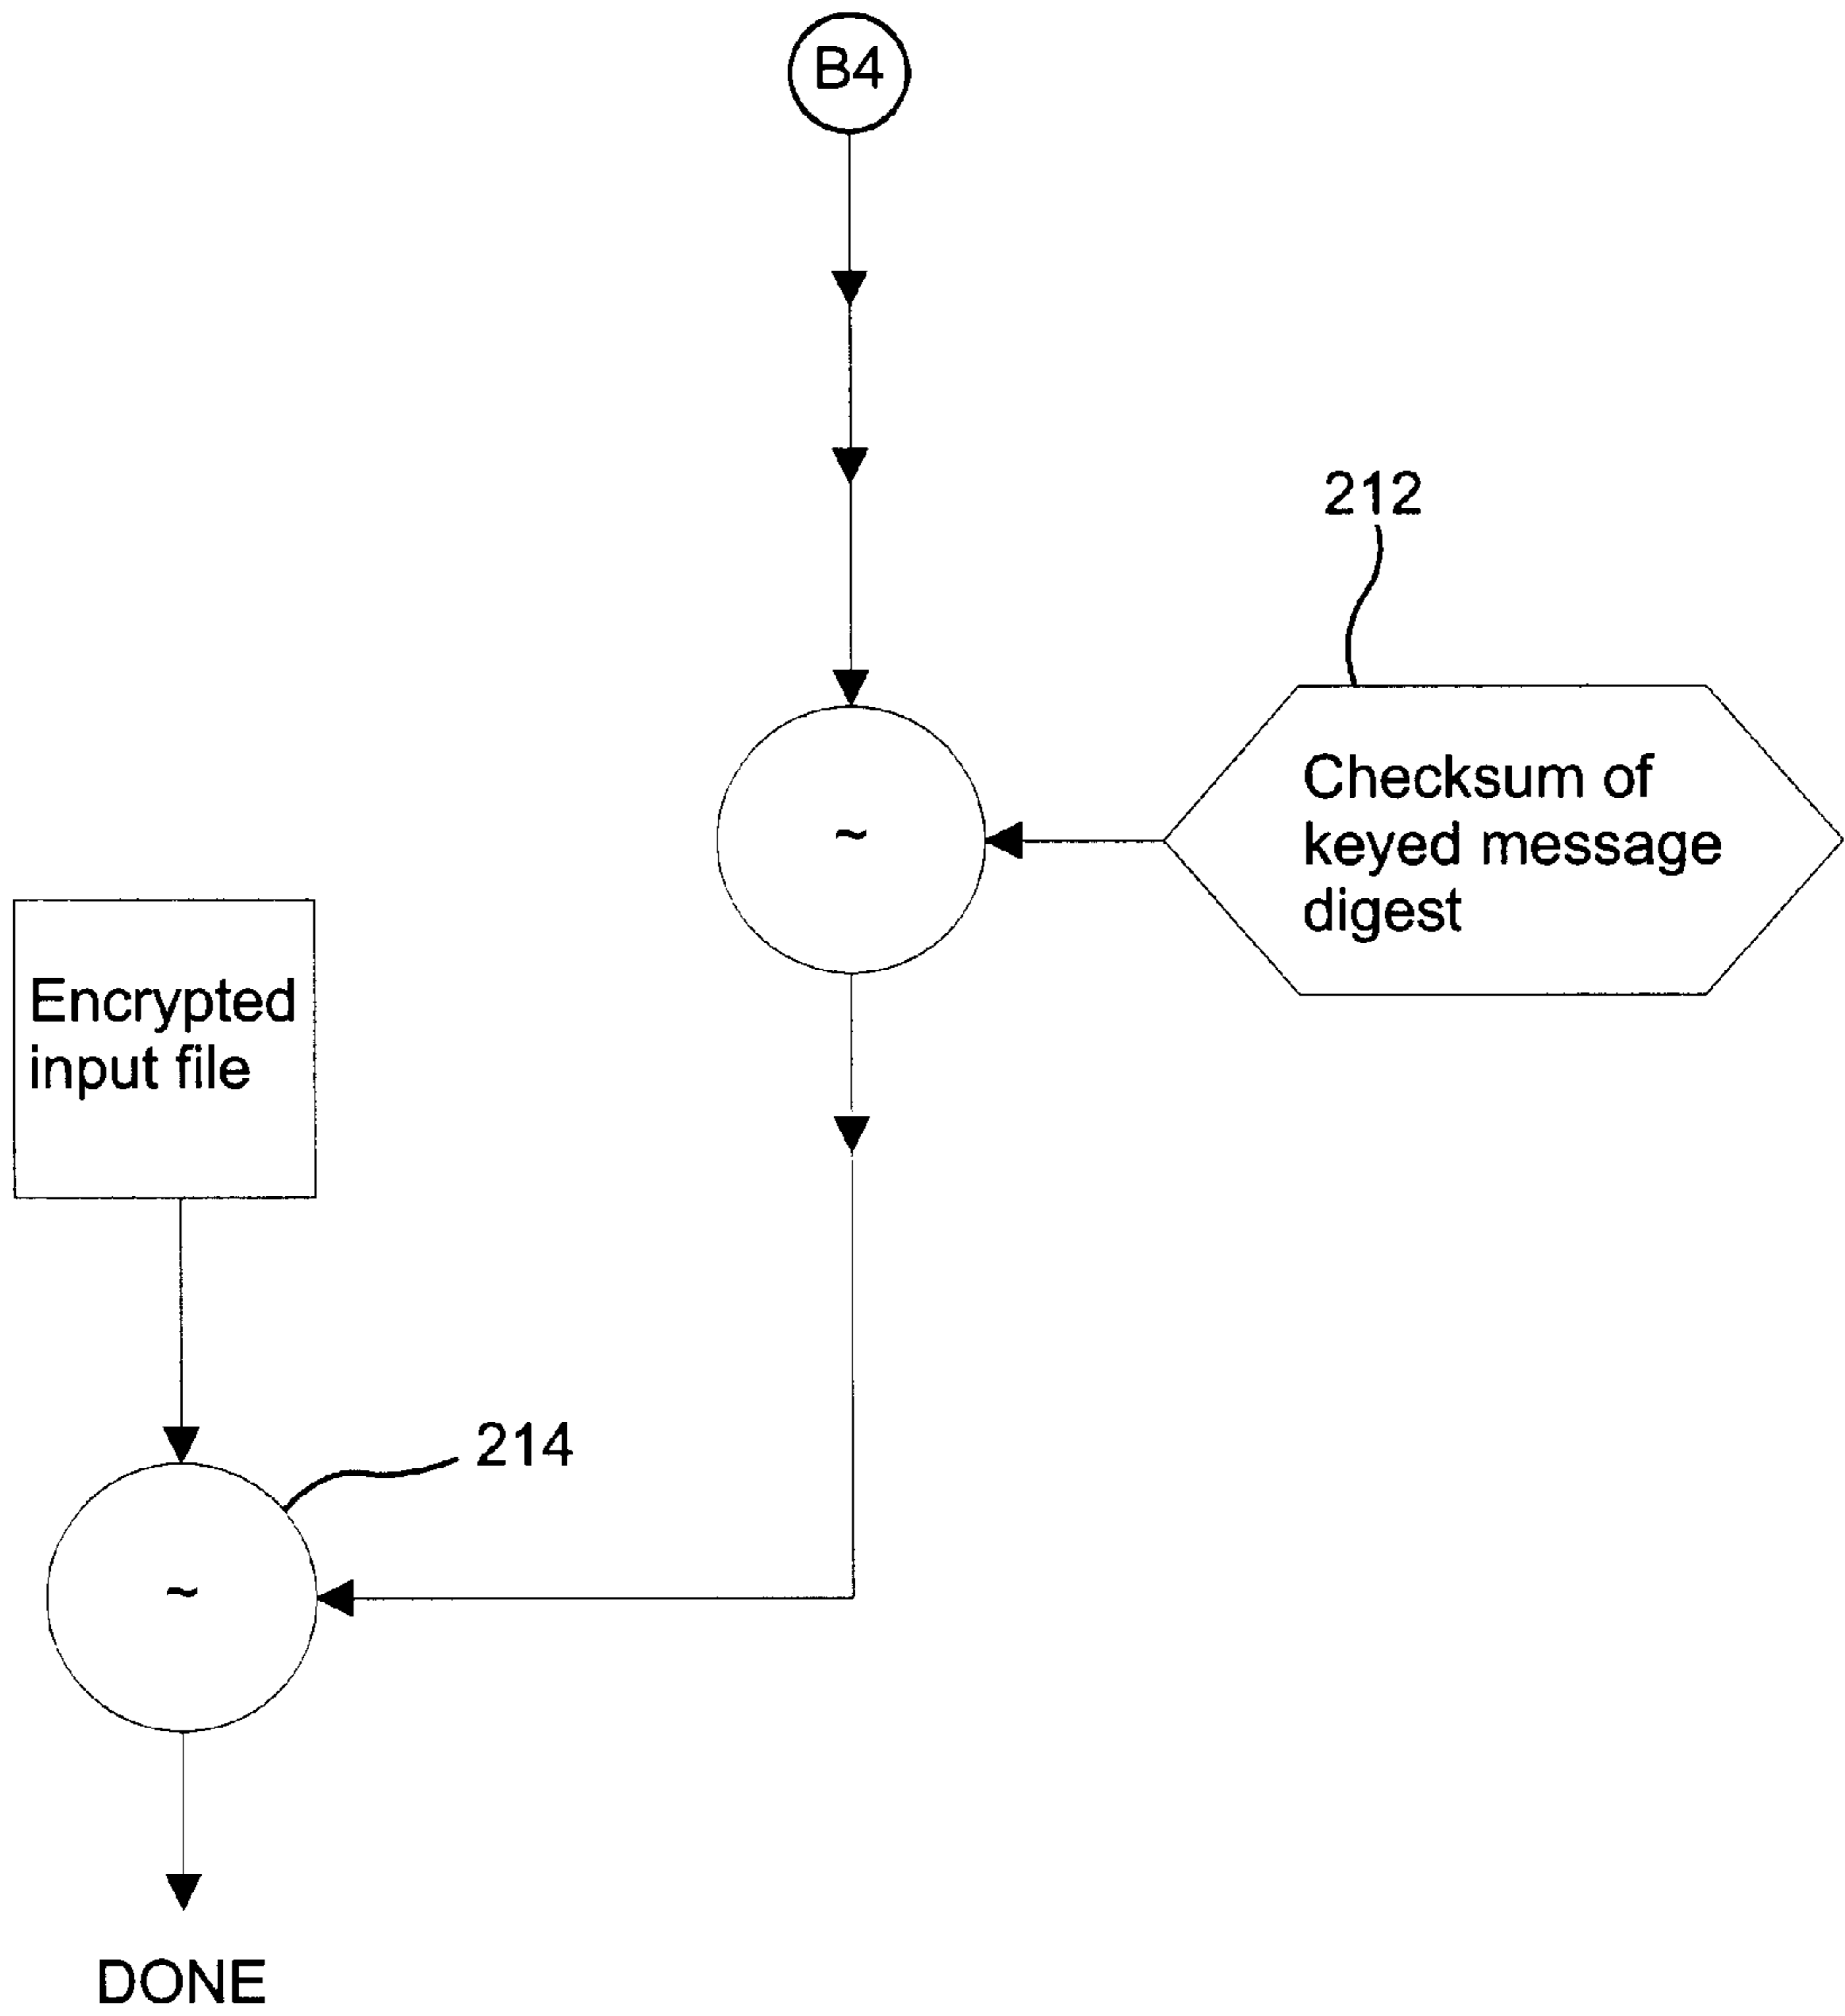 B4
212
~
Checksum of
keyed message
digest
Encrypted
input file
214
~
DONE